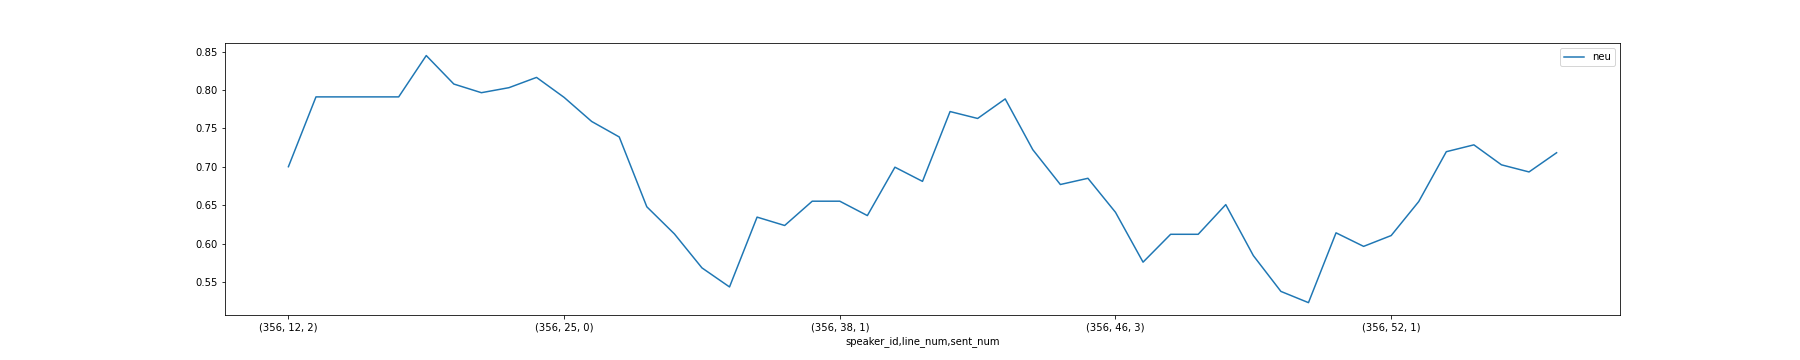 neu
0.85
0.80
0.75
0.70
0.65
0.60
0.55
(356, 12, 2) (356, 25, 0) (356, 38, 1) (356, 46, 3) (356, 52, 1)
speaker_id,line_num,sent_num